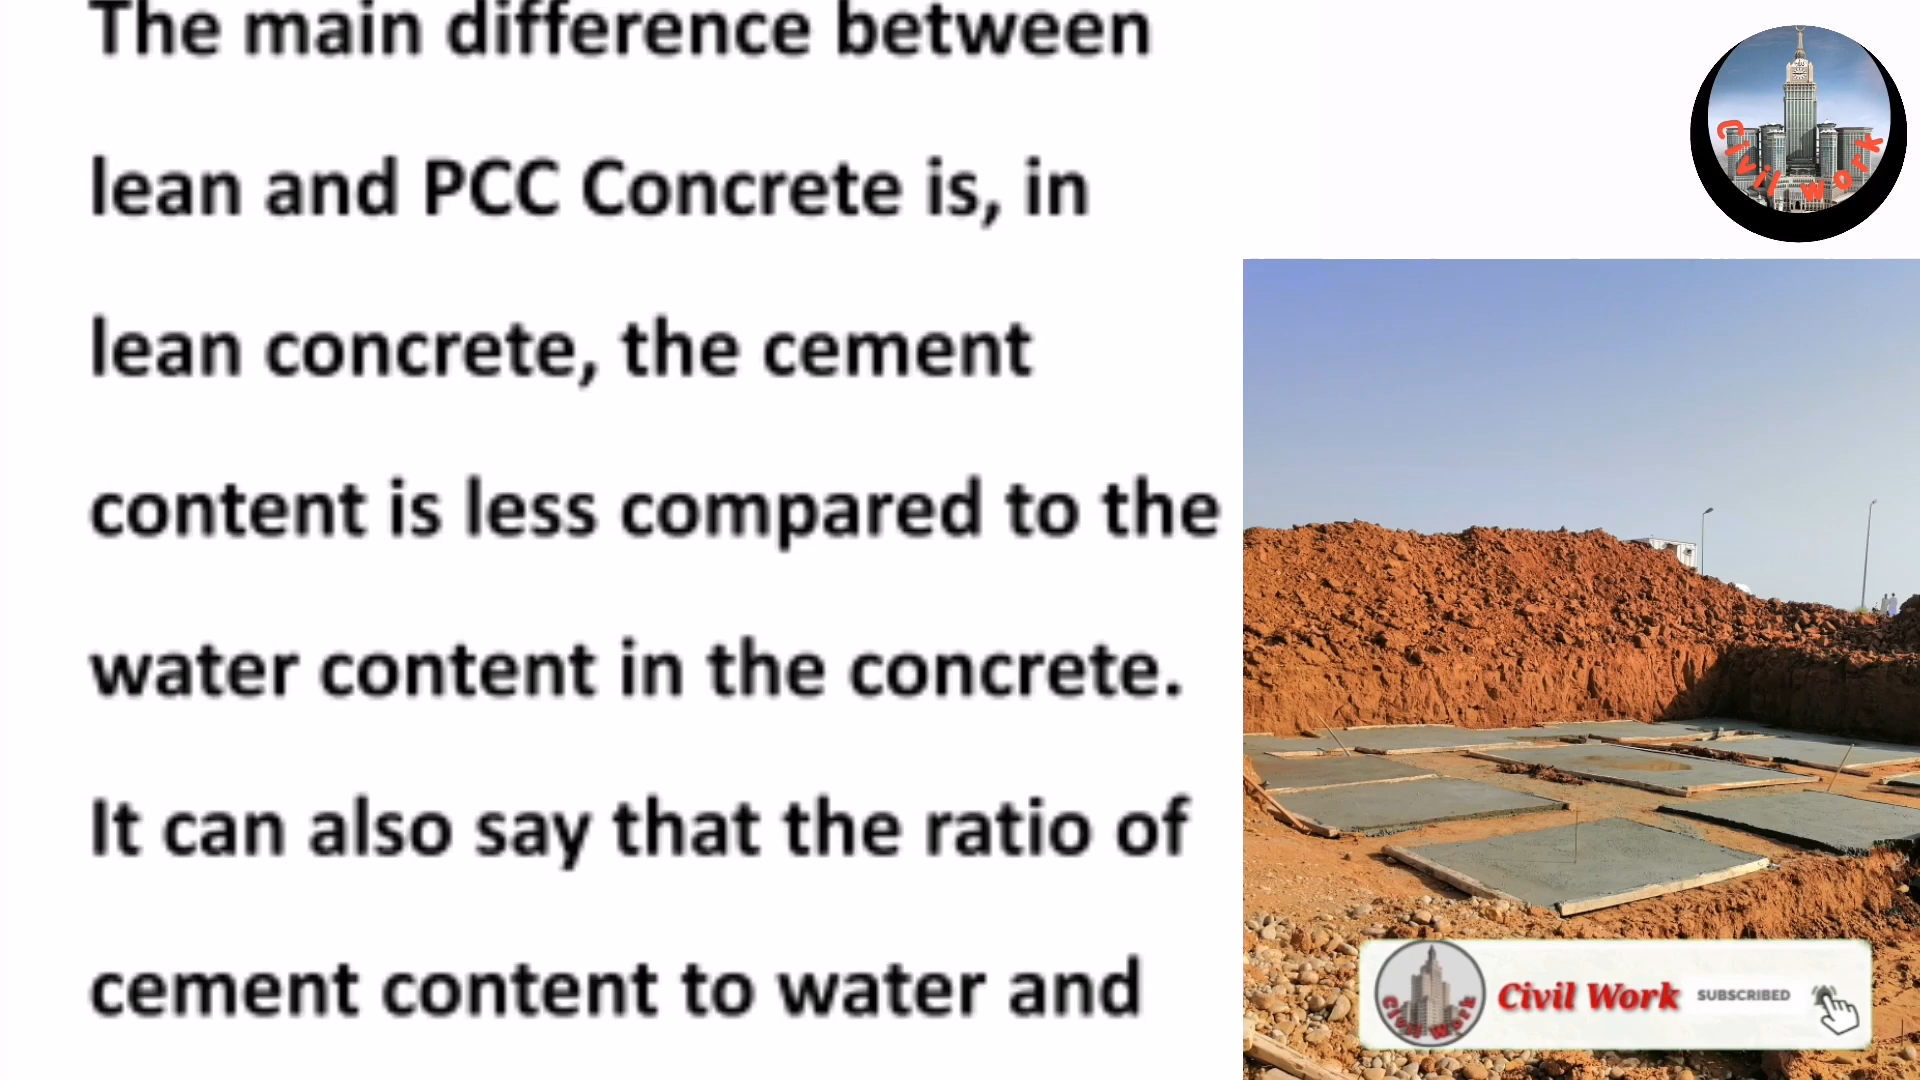 The main difference between
lean and PCC Concrete is, in
lean concrete, the cement
content is less compared to the
water content in the concrete.
It can also say that the ratio of
cement content to water and
Civil Work
Civil Work
Civil Work SUBSCRIBED